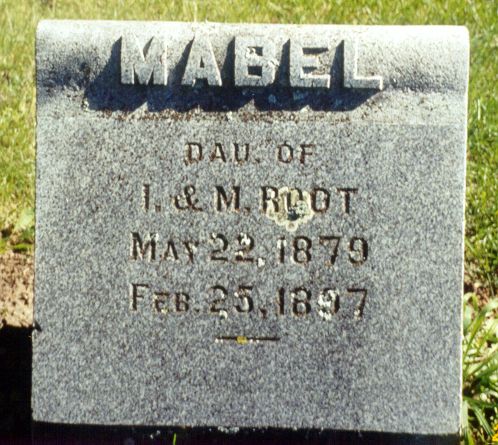 MABEL
DAU. OF
I. & M. ROOT
MAY 22, 1879
FEB. 25, 1897